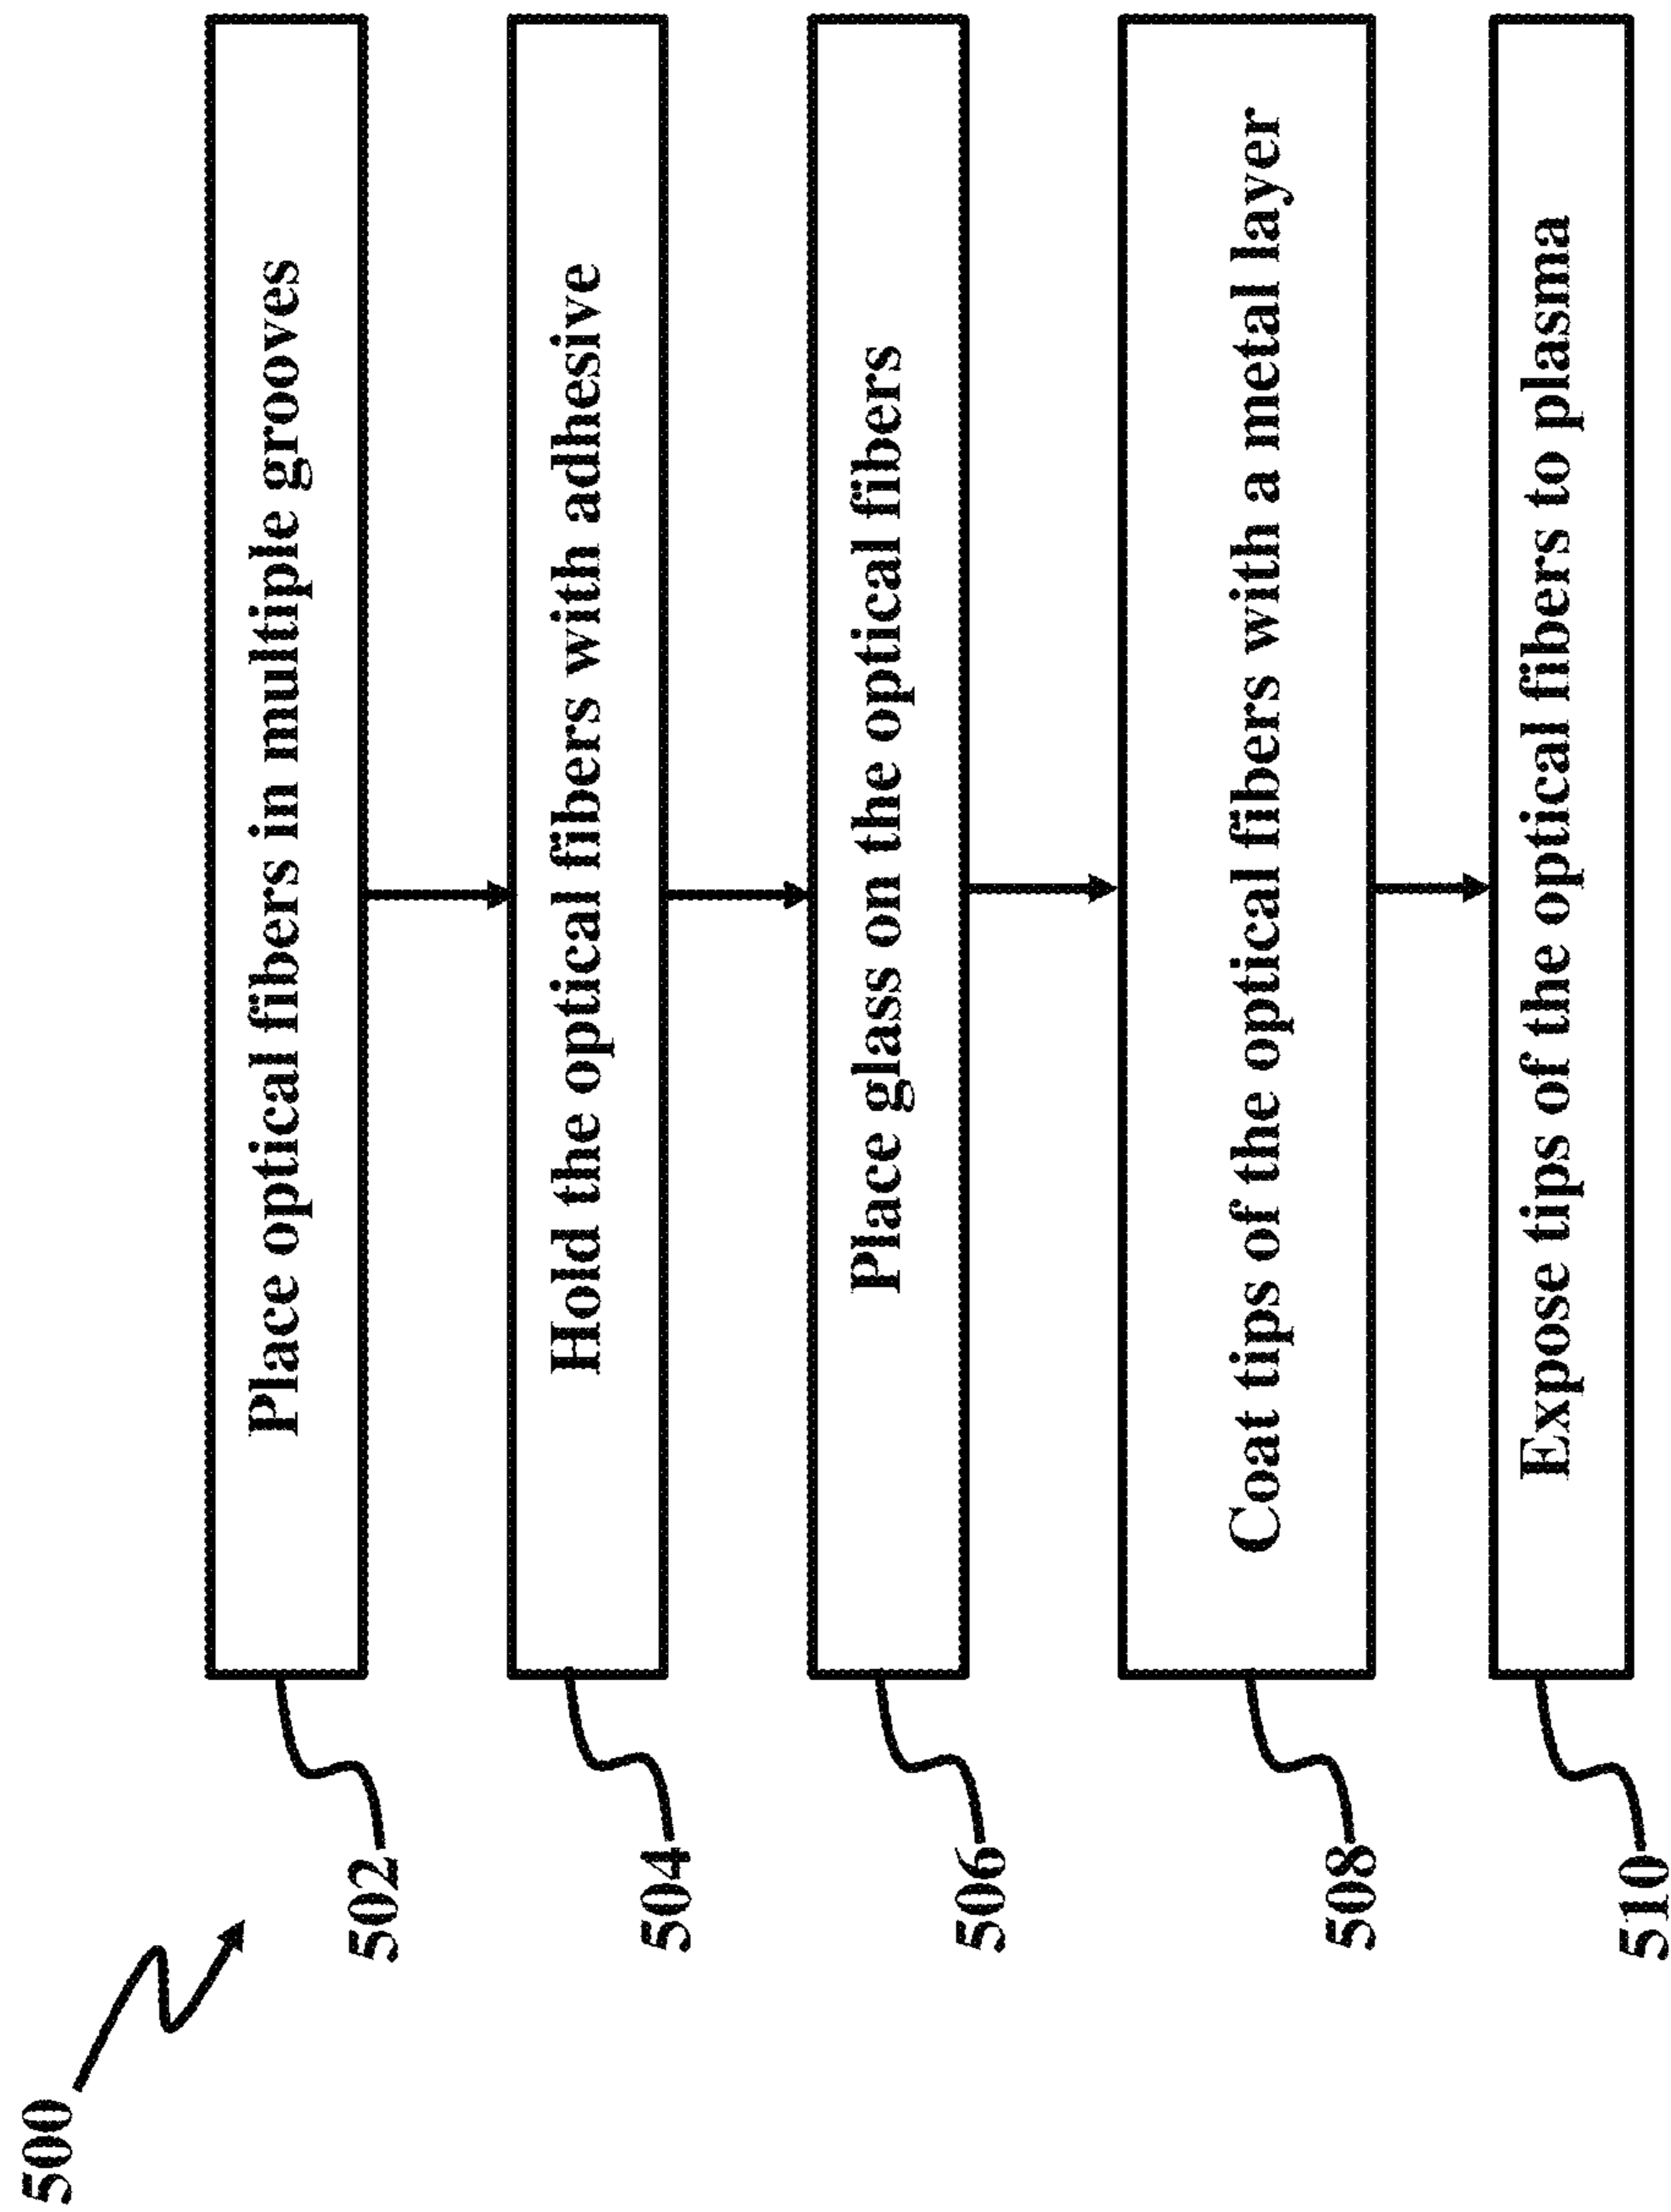 500
502
Place optical fibers in multiple grooves
504
Hold the optical fibers with adhesive
506
Place glass on the optical fibers
508
Coat tips of the optical fibers with a metal layer
510
Expose tips of the optical fibers to plasma